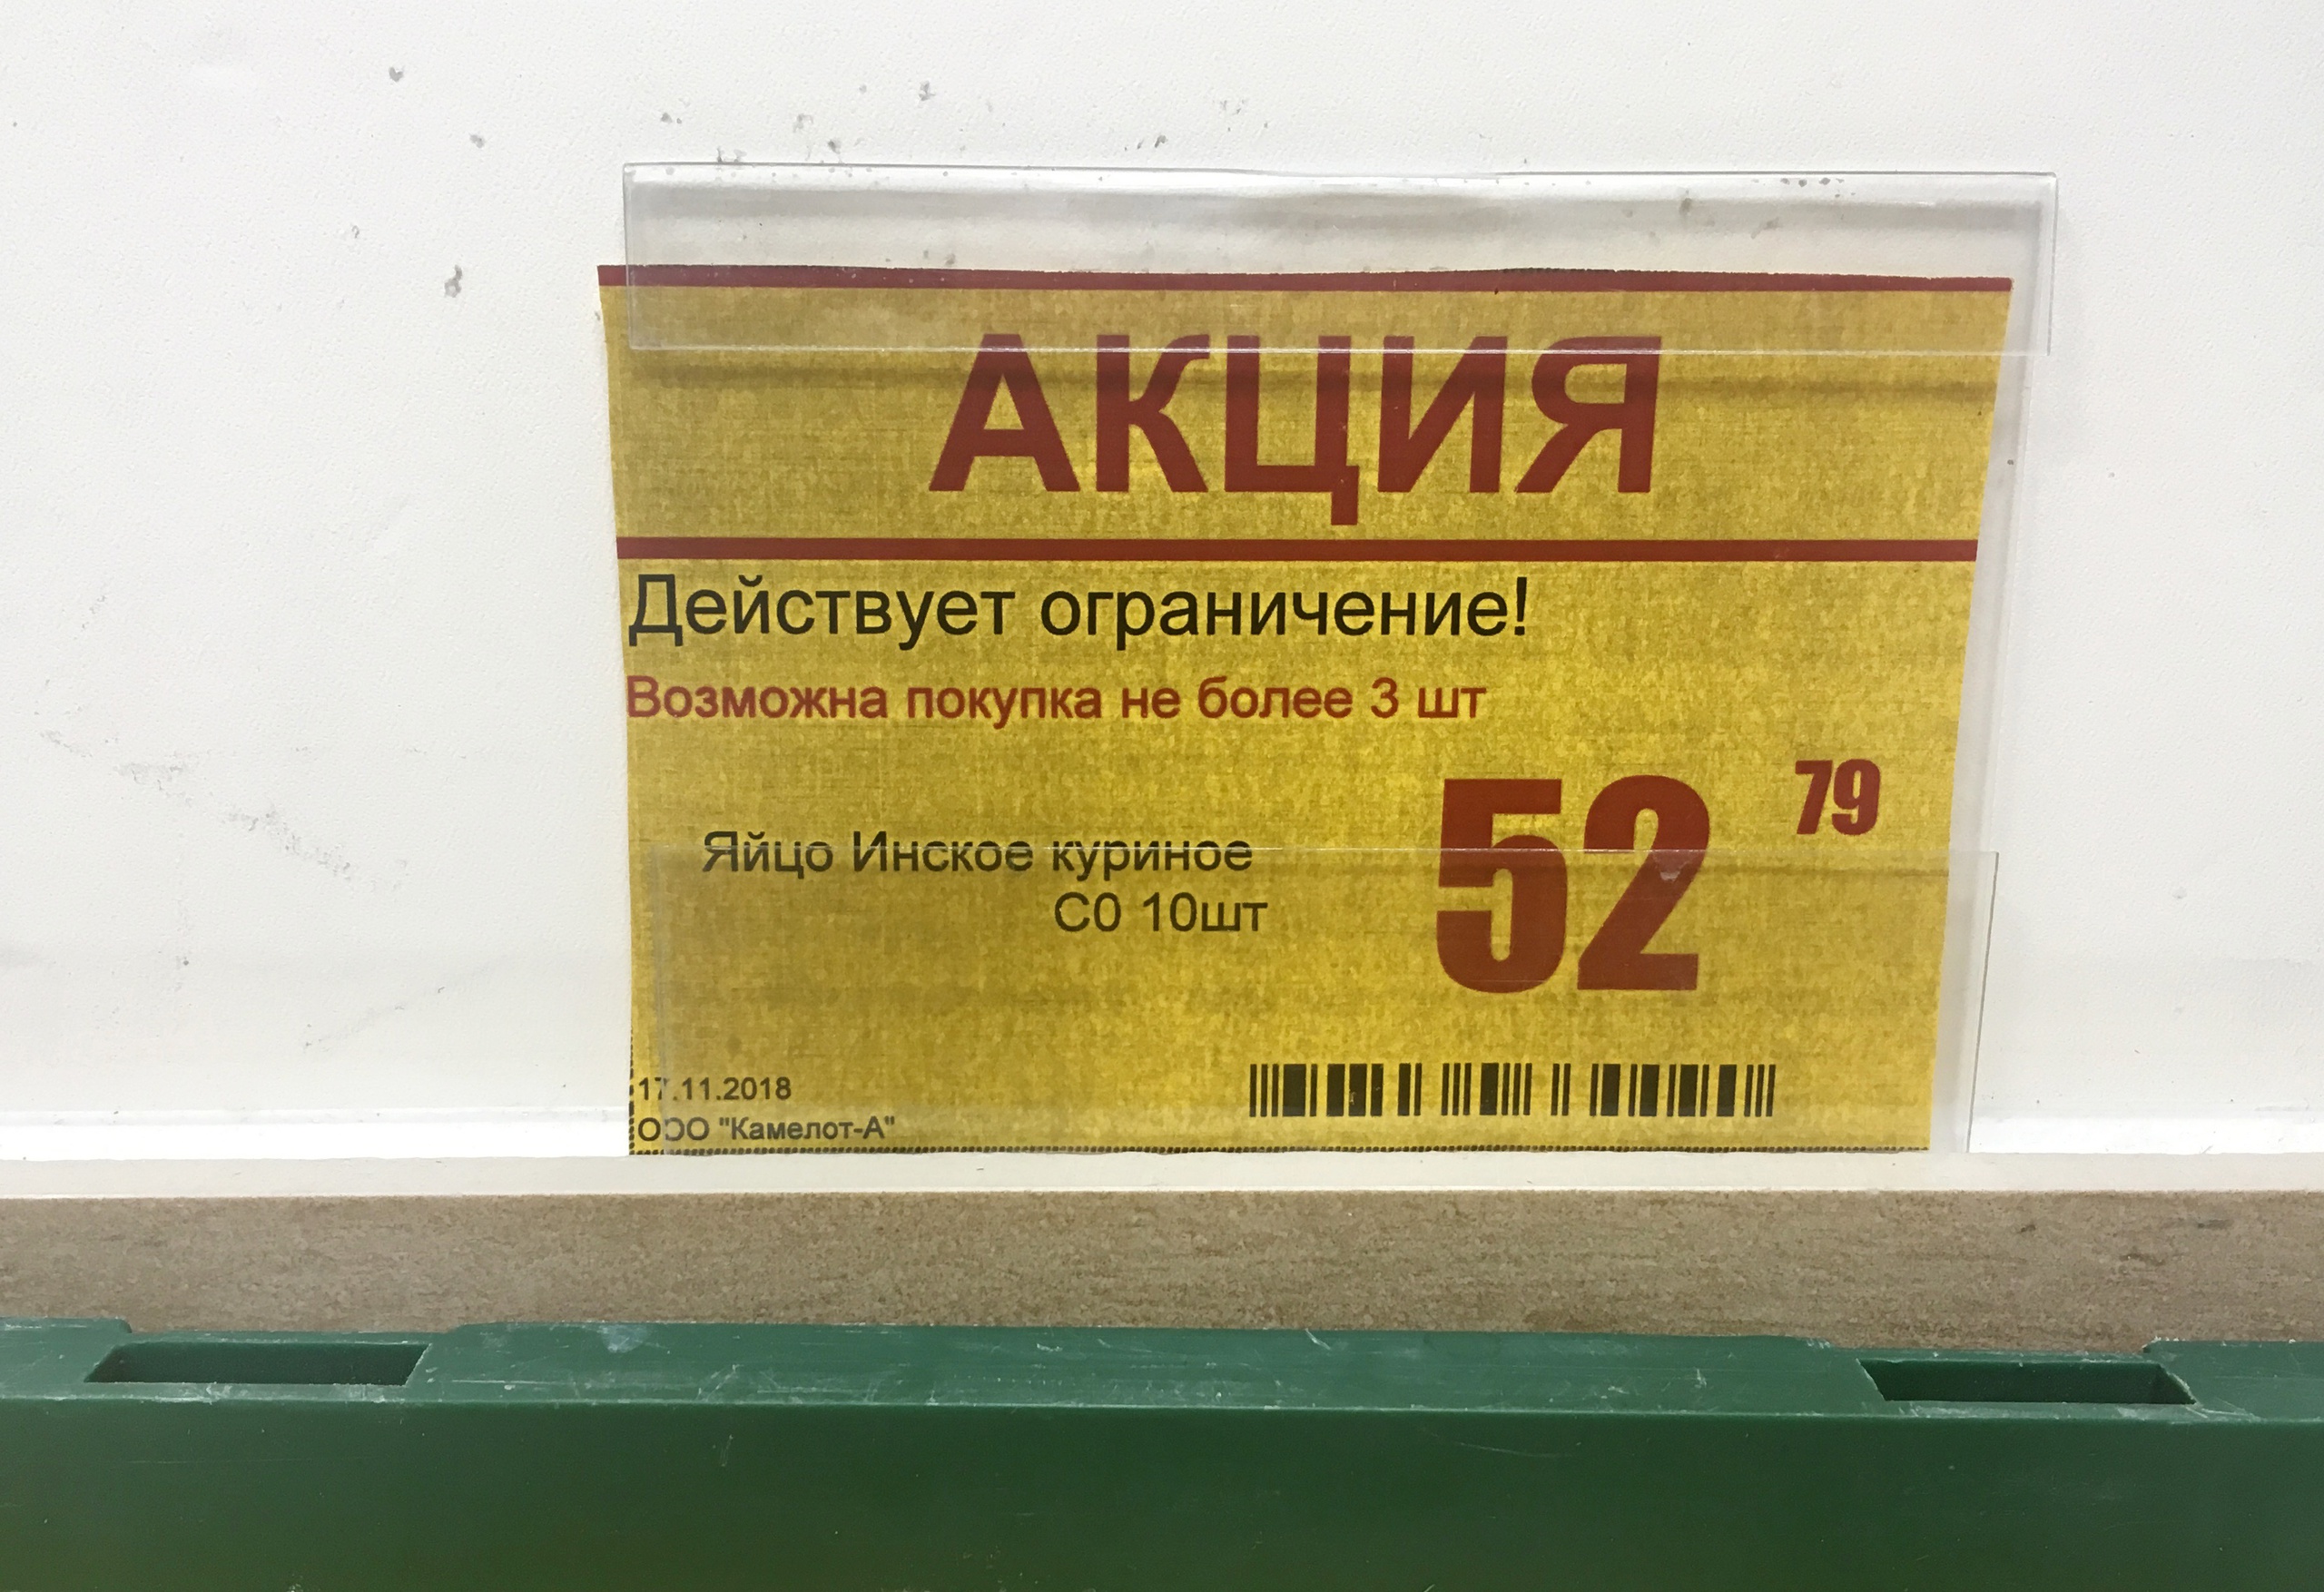 АКЦИЯ
Действует ограничение!
Возможна покупка не более 3 шт
52 79
Яйцо Инское куриное
С0 10шт
17.11.2018
ООО "Камелот-А"